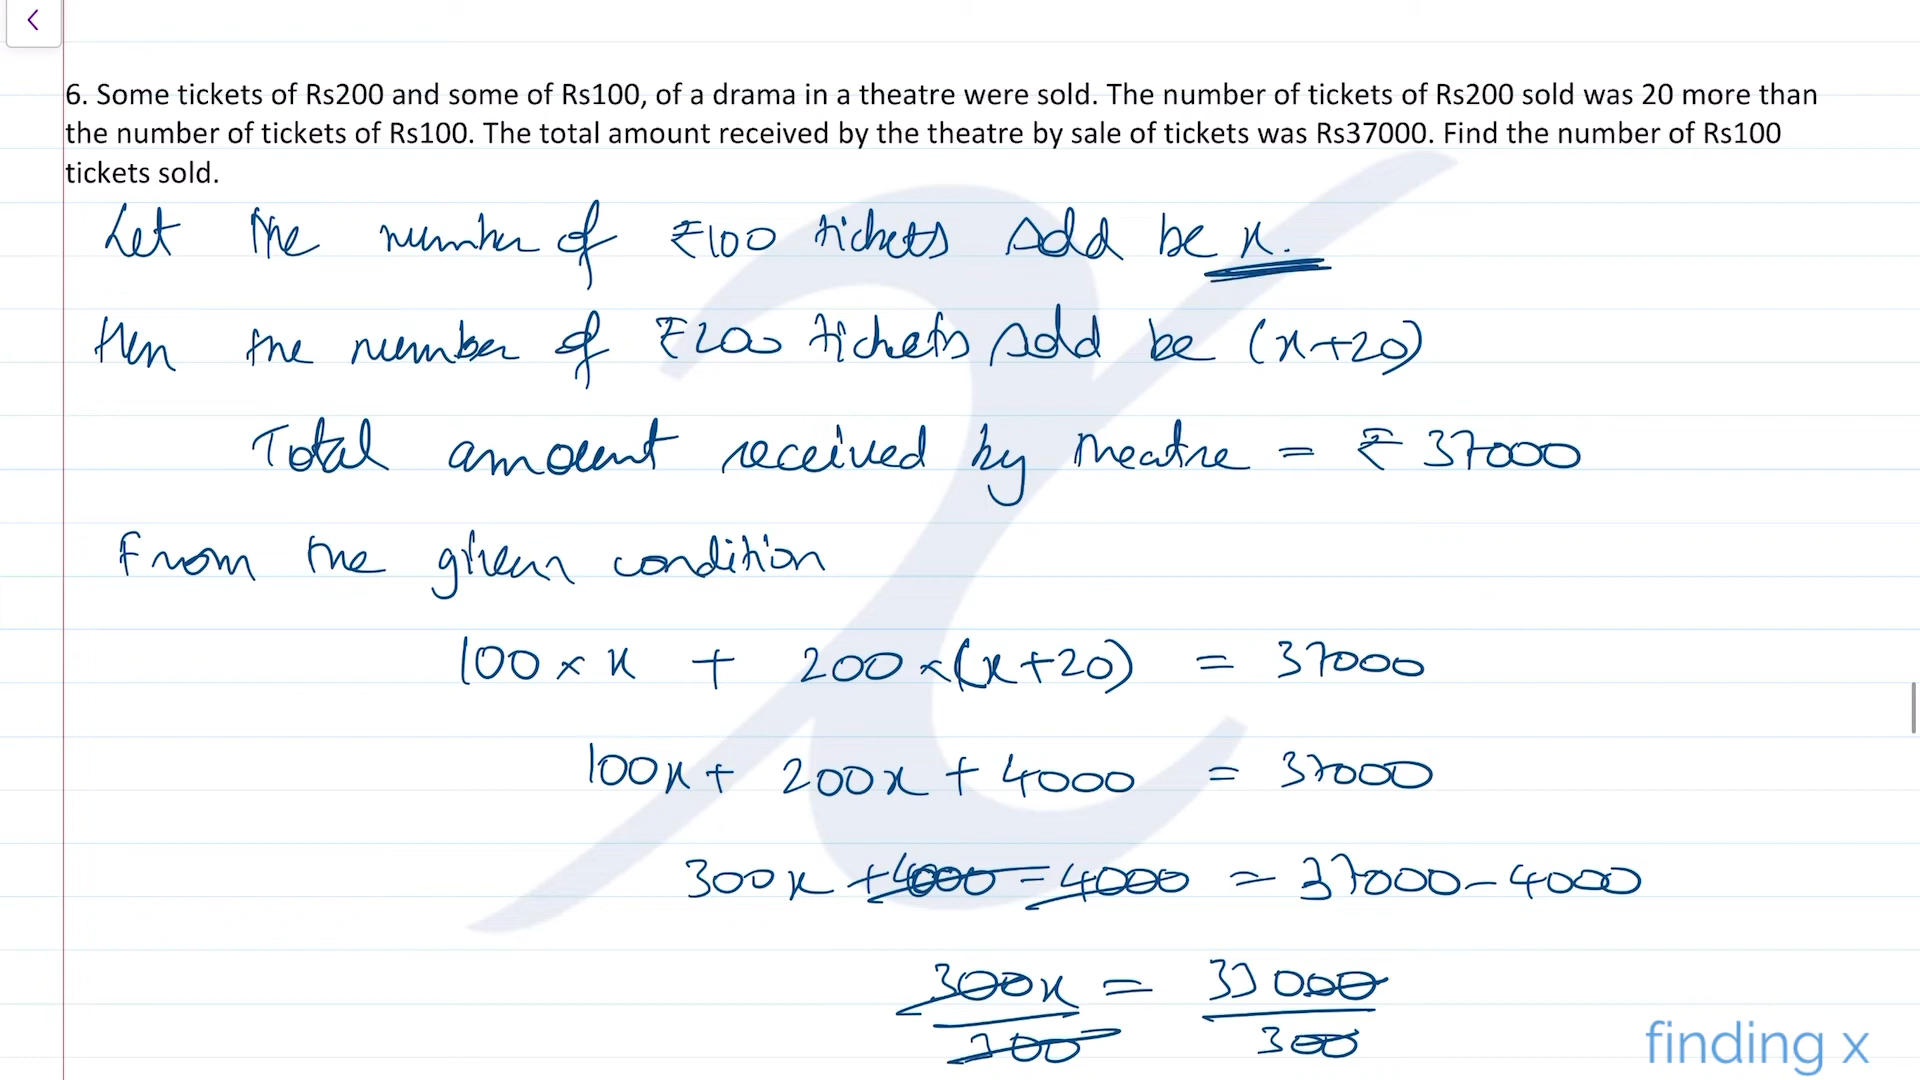 6. Some tickets of Rs200 and some of Rs100, of a drama in a theatre were sold. The number of tickets of Rs200 sold was 20 more than
the number of tickets of Rs100. The total amount received by the theatre by sale of tickets was Rs37000. Find the number of Rs100
tickets sold.
Let the number of ₹100 tickets sold be x.
then the number of ₹200 tickets sold be (x+20)
Total amount received by theatre = ₹ 37000
From the given condition
100 × x + 200 × (x+20) = 37000
100x + 200x + 4000 = 37000
300x +4000 - 4000 = 37000 - 4000
300x = 33000
300 300
finding x